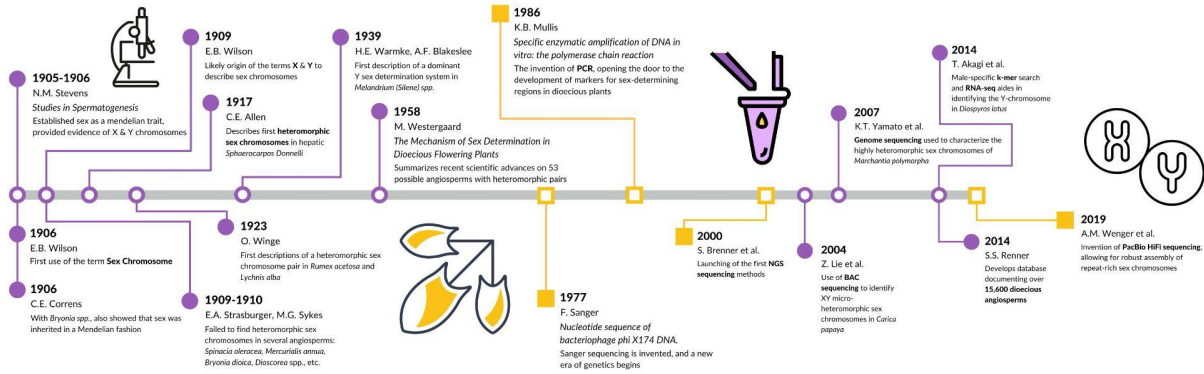 1905-1906
N.M. Stevens
Studies in Spermatogenesis
Established sex as a mendelian trait,
provided evidence of X & Y chromosomes
1909
E.B. Wilson
Likely origin of the terms X & Y to
describe sex chromosomes
1917
C.E. Allen
Describes first heteromorphic
sex chromosomes in hepatic
Sphaerocarpos Donnelli
1939
H.E. Warmke, A.F. Blakeslee
First description of a dominant
Y sex determination system in
Melandrium (Silene) spp.
1958
M. Westergaard
The Mechanism of Sex Determination in
Dioecious Flowering Plants
Summarizes recent scientific advances on 53
possible angiosperms with heteromorphic pairs
1986
K.B. Mullis
Specific enzymatic amplification of DNA in
vitro: the polymerase chain reaction
The invention of PCR, opening the door to the
development of markers for sex-determining
regions in dioecious plants
2007
K.T. Yamato et al.
Genome sequencing used to characterize the
highly heteromorphic sex chromosomes of
Marchantia polymorpha
2014
T. Akagi et al.
Male-specific k-mer search
and RNA-seq aides in
identifying the Y-chromosome
in Diospyros lotus
1906
E.B. Wilson
First use of the term Sex Chromosome
1906
C.E. Correns
With Bryonia spp., also showed that sex was
inherited in a Mendelian fashion
1909-1910
E.A. Strasburger, M.G. Sykes
Failed to find heteromorphic sex
chromosomes in several angiosperms:
Spinacia oleracea, Mercurialis annua,
Bryonia dioica, Dioscorea spp., etc.
1923
O. Winge
First descriptions of a heteromorphic sex
chromosome pair in Rumex acetosa and
Lychnis alba
1977
F. Sanger
Nucleotide sequence of
bacteriophage phi X174 DNA.
Sanger sequencing is invented, and a new
era of genetics begins
2000
S. Brenner et al.
Launching of the first NGS
sequencing methods
2004
Z. Lie et al.
Use of BAC
sequencing to identify
XY micro-
heteromorphic sex
chromosomes in Carica
papaya
2014
S.S. Renner
Develops database
documenting over
15,600 dioecious
angiosperms
2019
A.M. Wenger et al.
Invention of PacBio HiFi sequencing,
allowing for robust assembly of
repeat-rich sex chromosomes